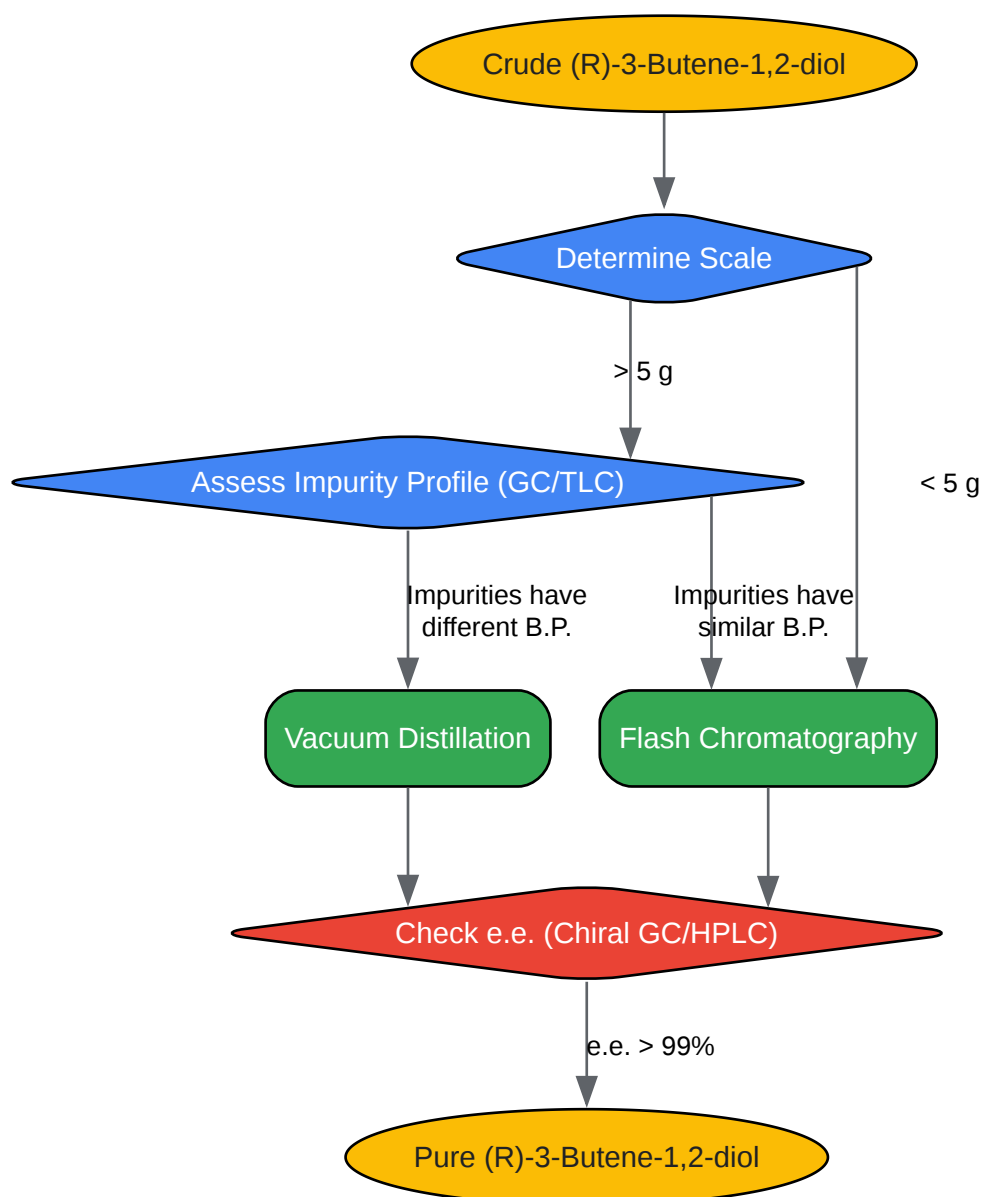 Crude (R)-3-Butene-1,2-diol
Determine Scale
> 5 g
Assess Impurity Profile (GC/TLC)
< 5 g
Impurities have
different B.P.
Impurities have
similar B.P.
Vacuum Distillation
Flash Chromatography
Check e.e. (Chiral GC/HPLC)
e.e. > 99%
Pure (R)-3-Butene-1,2-diol